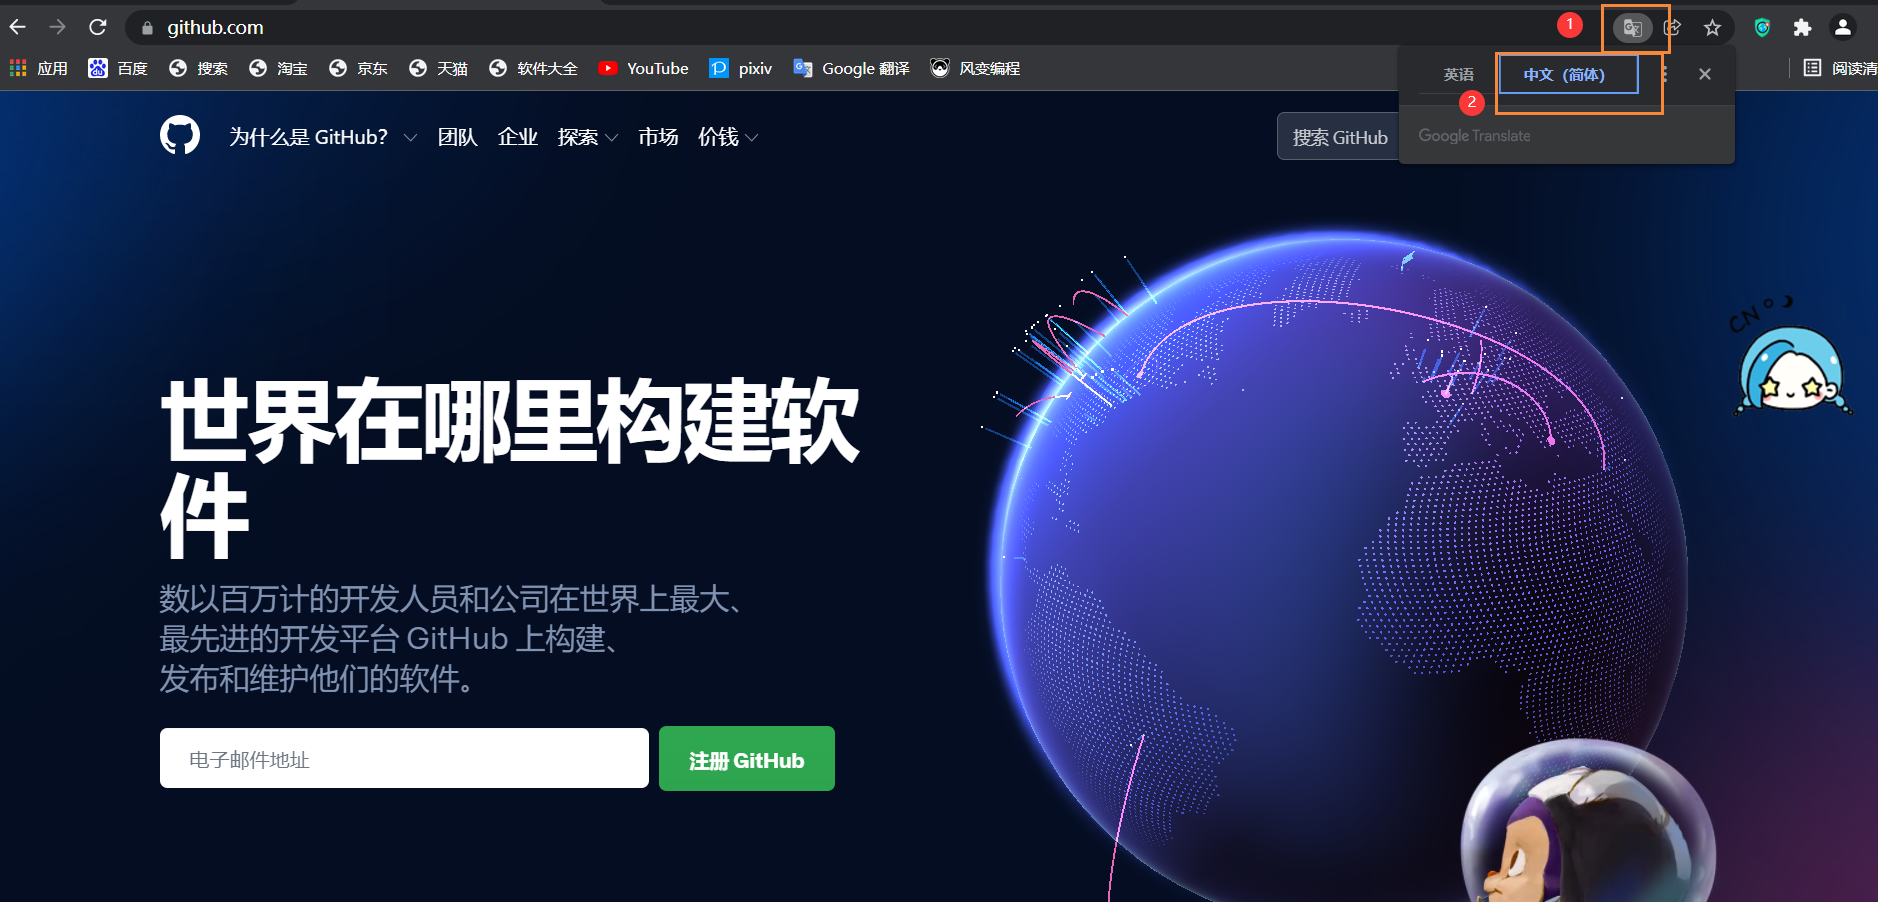 github.com
1
应用
百度
搜索
淘宝
京东
天猫
软件大全
YouTube
pixiv
Google 翻译
风变编程
阅读清
英语
中文（简体）
2
Google Translate
为什么是 GitHub？
团队
企业
探索
市场
价钱
搜索 GitHub
CN
世界在哪里构建软
件
数以百万计的开发人员和公司在世界上最大、
最先进的开发平台 GitHub 上构建、
发布和维护他们的软件。
电子邮件地址
注册 GitHub